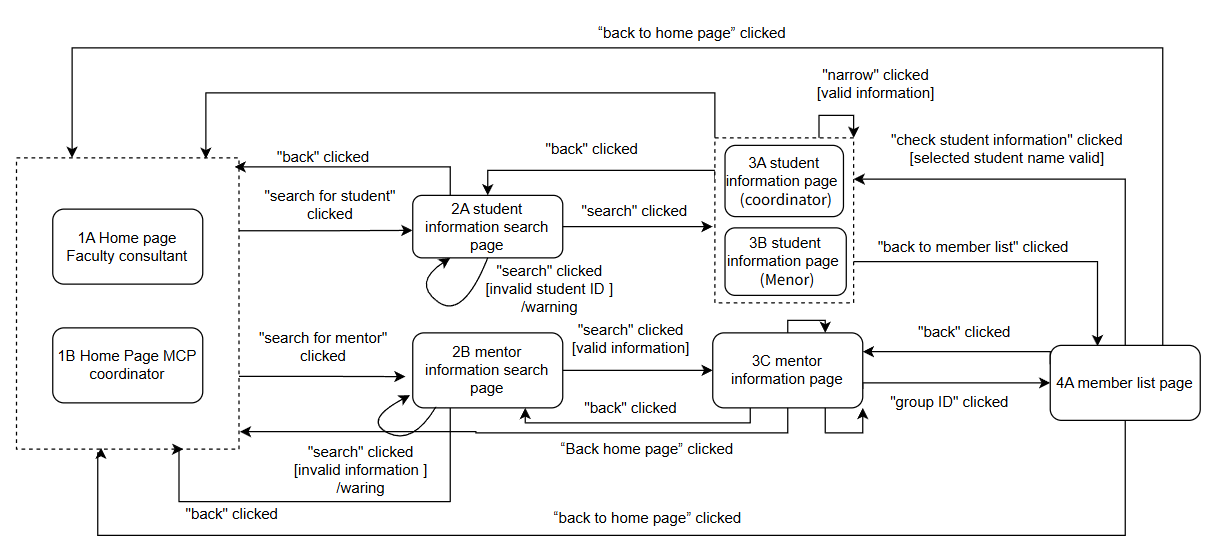 “back to home page” clicked
"narrow" clicked
[valid information]
"check student information" clicked
[selected student name valid]
"back" clicked
"back" clicked
3A student
information page
(coordinator)
"search for student"
clicked
2A student
information search
page
"search" clicked
1A Home page
Faculty consultant
3B student
information page
(Menor)
"back to member list" clicked
"search" clicked
[invalid student ID ]
/warning
"search for mentor"
clicked
"search" clicked
[valid information]
"back" clicked
1B Home Page MCP
coordinator
2B mentor
information search
page
3C mentor
information page
4A member list page
"back" clicked
"group ID" clicked
"search" clicked
[invalid information ]
/waring
“Back home page” clicked
"back" clicked
“back to home page” clicked